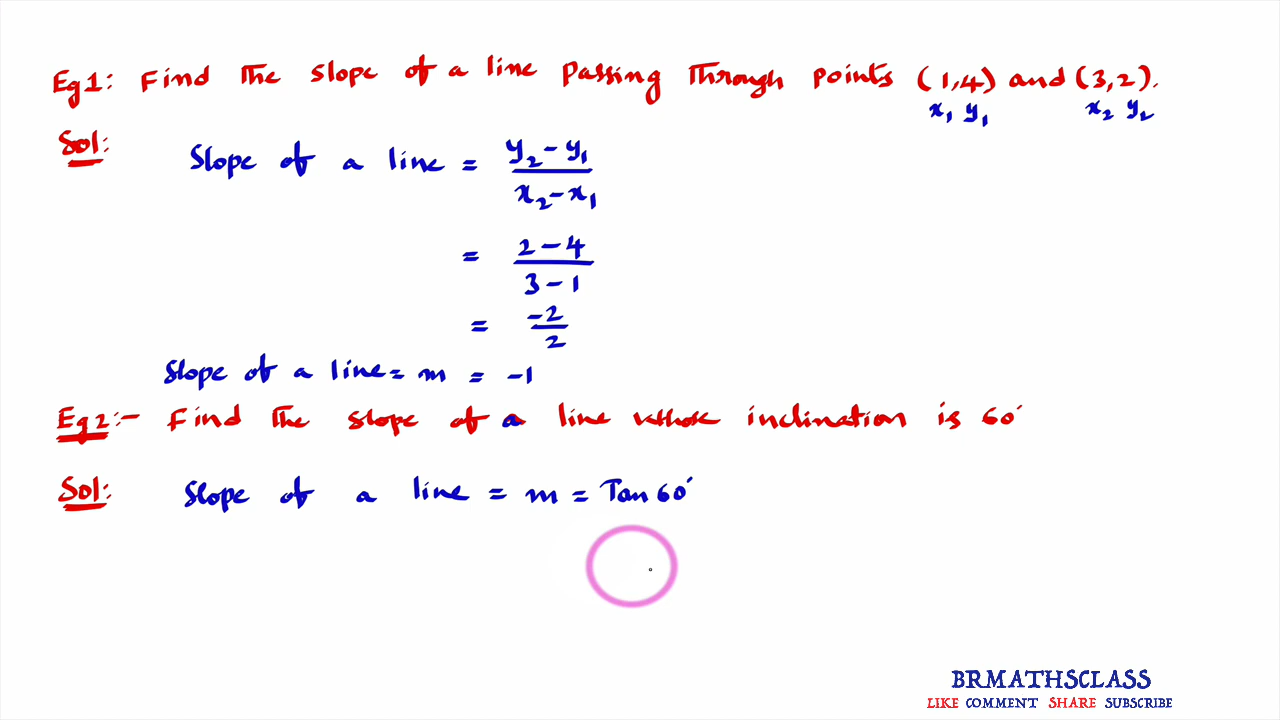 Eg1: Find the slope of a line passing through points (1,4) and (3,2).
x₁ y₁ x₂ y₂
Sol:
Slope of a line = y₂ - y₁
x₂ - x₁
= 2 - 4
3 - 1
= -2
2
Slope of a line = m = -1
Eg2:- Find the slope of a line whose inclination is 60°
Sol: Slope of a line = m = Tan 60°
BRMATHSCLASS
LIKE COMMENT SHARE SUBSCRIBE